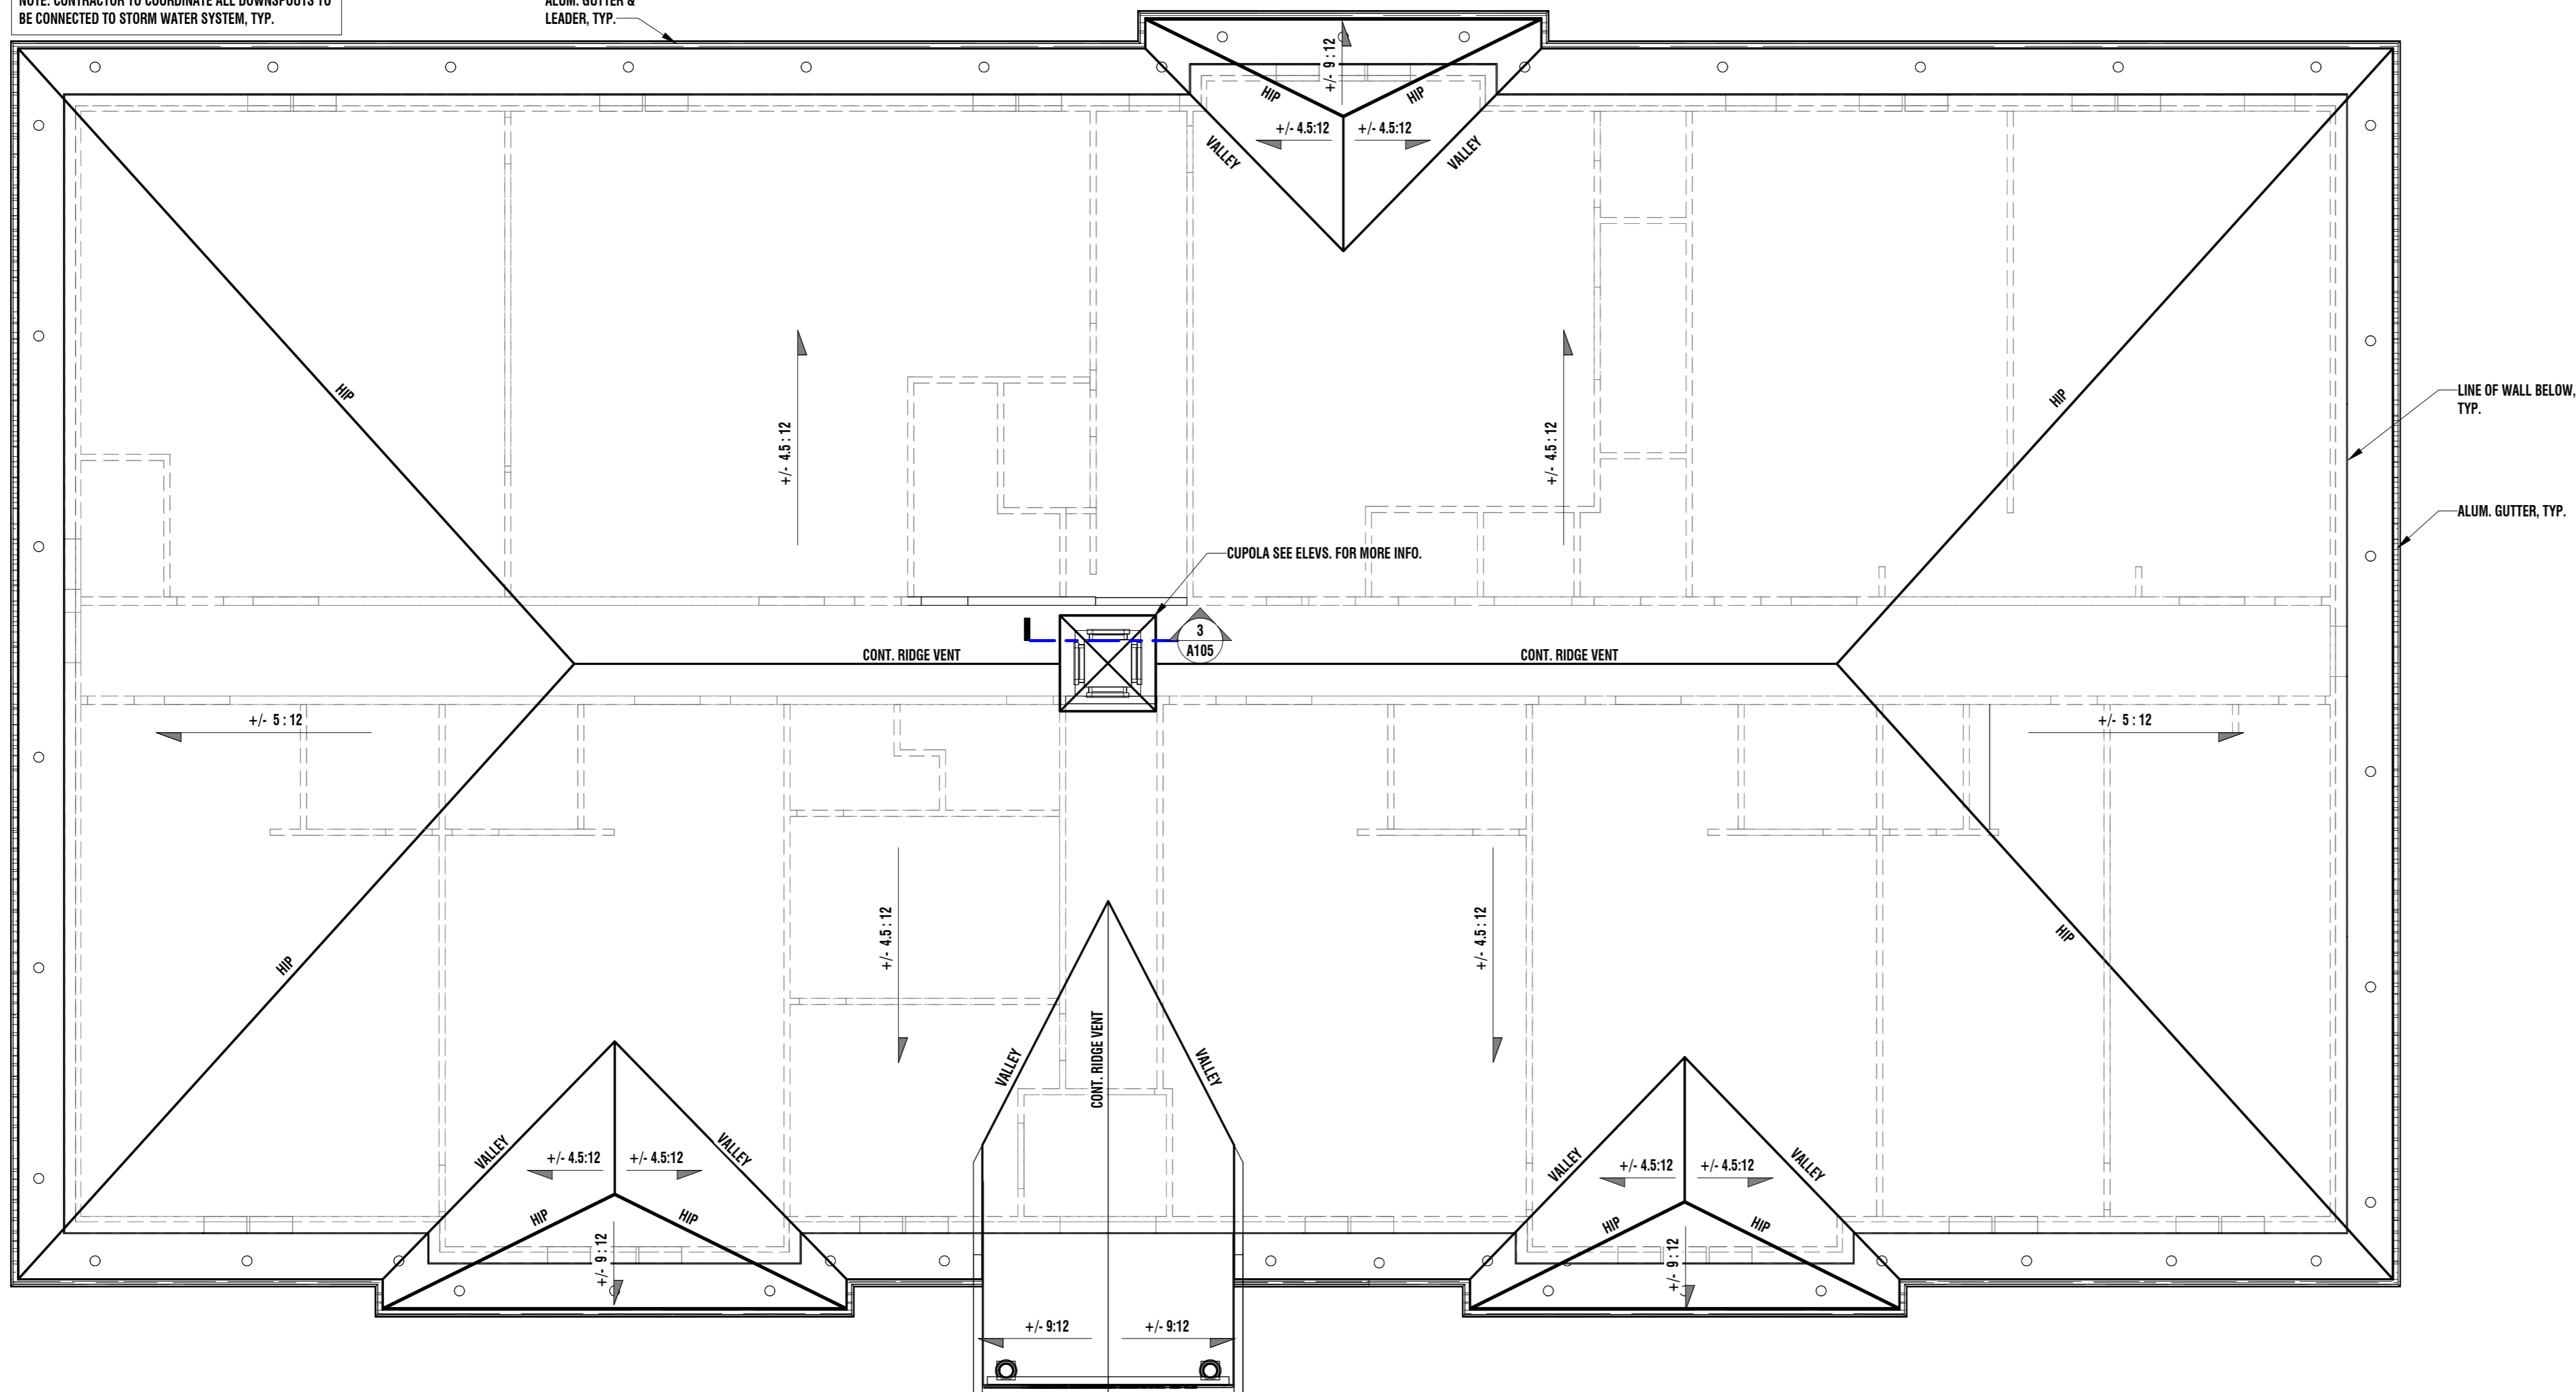 NOTE: CONTRACTOR TO COORDINATE ALL DOWNSPOUTS TO
BE CONNECTED TO STORM WATER SYSTEM, TYP.
ALUM. GUTTER &
LEADER, TYP.
+/- 9 : 12
HIP
HIP
+/- 4.5:12
+/- 4.5:12
VALLEY
VALLEY
HIP
HIP
LINE OF WALL BELOW,
TYP.
+/- 4.5 : 12
+/- 4.5 : 12
ALUM. GUTTER, TYP.
CUPOLA SEE ELEVS. FOR MORE INFO.
3
A105
CONT. RIDGE VENT
CONT. RIDGE VENT
+/- 5 : 12
+/- 5 : 12
+/- 4.5 : 12
+/- 4.5 : 12
HIP
HIP
VALLEY
CONT. RIDGE VENT
VALLEY
VALLEY
VALLEY
+/- 4.5:12
+/- 4.5:12
HIP
HIP
+/- 9 : 12
VALLEY
VALLEY
+/- 4.5:12
+/- 4.5:12
HIP
HIP
+/- 9 : 12
+/- 9:12
+/- 9:12